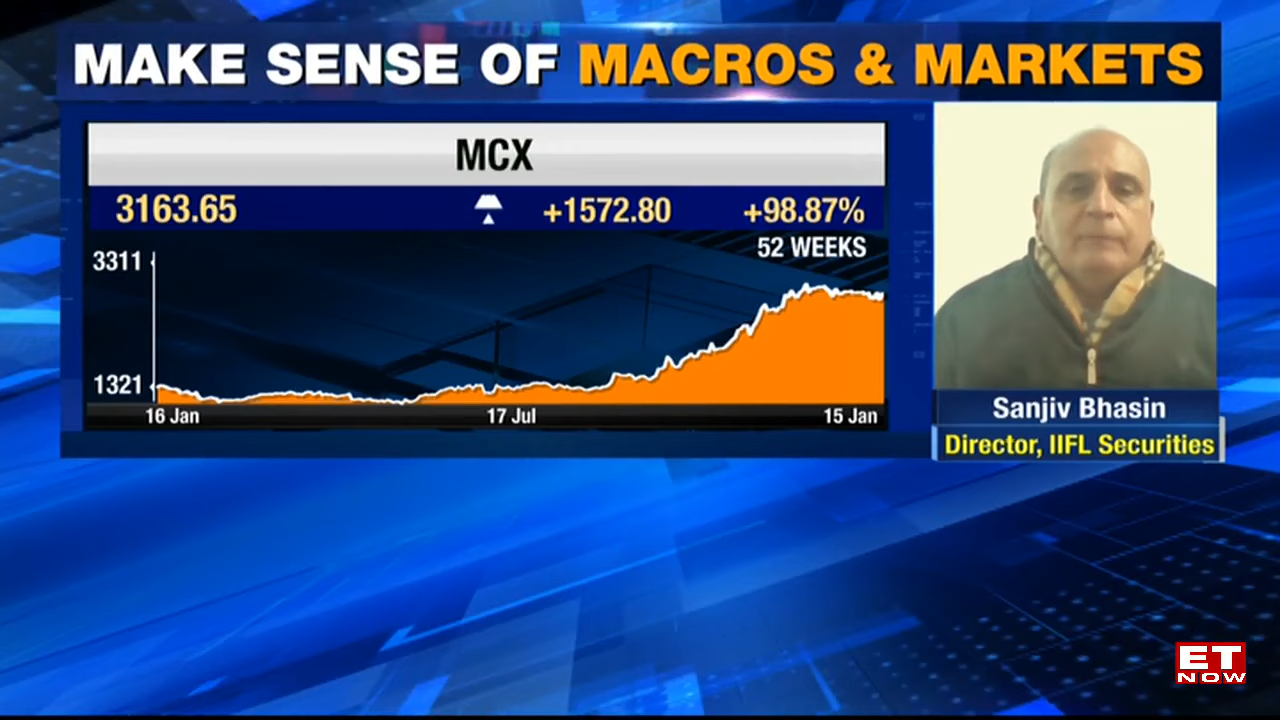 MAKE SENSE OF MACROS & MARKETS
MCX
3163.65 +1572.80 +98.87%
52 WEEKS
3311
1321
16 Jan 17 Jul 15 Jan
Sanjiv Bhasin
Director, IIFL Securities
ET
NOW